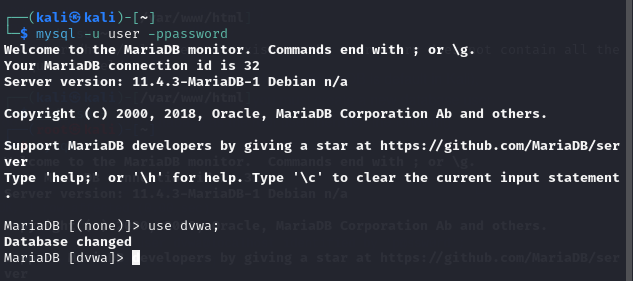 ┌──(kali㉿kali)-[~]
└─$ mysql -u user -ppassword
Welcome to the MariaDB monitor.  Commands end with ; or \g.
Your MariaDB connection id is 32
Server version: 11.4.3-MariaDB-1 Debian n/a
Copyright (c) 2000, 2018, Oracle, MariaDB Corporation Ab and others.
Support MariaDB developers by giving a star at https://github.com/MariaDB/ser
ver
Type 'help;' or '\h' for help. Type '\c' to clear the current input statement
.
MariaDB [(none)]> use dvwa;
Database changed
MariaDB [dvwa]>